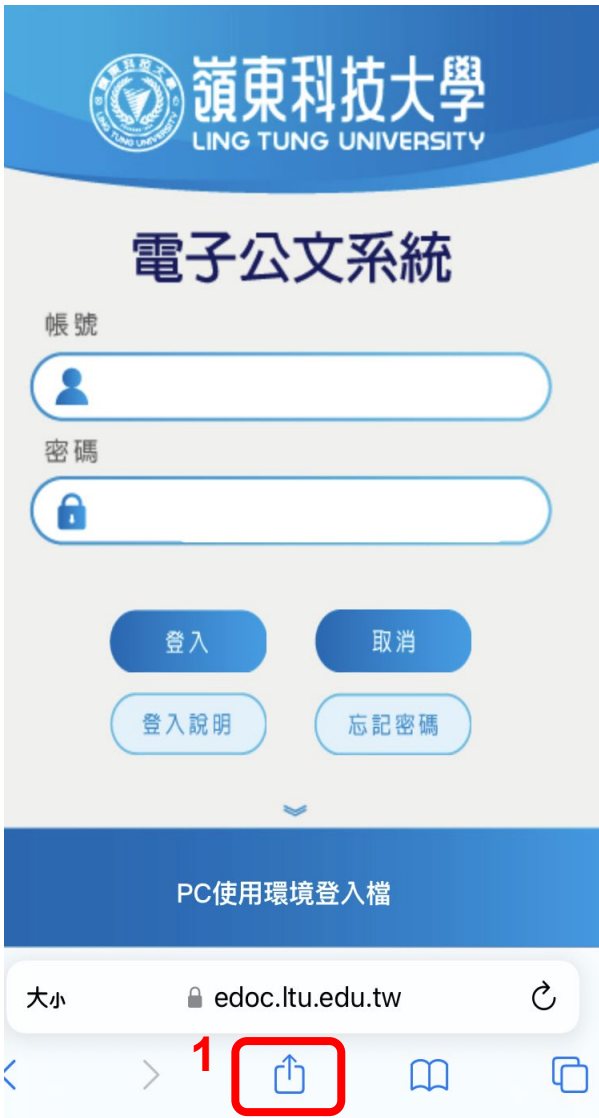 嶺東科技大學
LING TUNG UNIVERSITY
電子公文系統
帳號
密碼
登入
取消
登入說明
忘記密碼
PC使用環境登入檔
大小
edoc.ltu.edu.tw
1